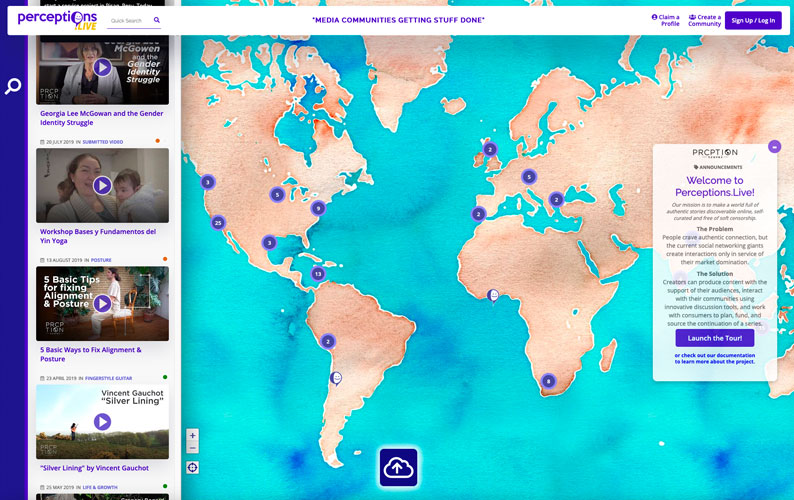 perceptions
.LIVE
Quick Search
"MEDIA COMMUNITIES GETTING STUFF DONE"
Claim a
Profile
Create a
Community
Sign Up / Log In
start a service project in Pisac, Peru. Today
Georgia Lee
McGowan
and the
Gender
Identity
Struggle
PRCP
TION
Georgia Lee McGowan and the Gender
Identity Struggle
20 JULY 2019 IN SUBMITTED VIDEO
Workshop Bases y Fundamentos del
Yin Yoga
13 AUGUST 2019 IN POSTURE
5 Basic Tips
for fixing
Alignment
& Posture
PRCP
TION
5 Basic Ways to Fix Alignment &
Posture
23 APRIL 2019 IN FINGERSTYLE GUITAR
Vincent Gauchot
"Silver Lining"
PRCP
TION
"Silver Lining" by Vincent Gauchot
25 MAY 2019 IN LIFE & GROWTH
3
5
9
25
3
13
2
2
5
2
2
8
+
−
PRCPTION
ANNOUNCEMENTS
Welcome to
Perceptions.Live!
Our mission is to make a world full of
authentic stories discoverable online, self-
curated and free of soft censorship.
The Problem
People crave authentic connection, but
the current social networking giants
create interactions only in service of
their market domination.
The Solution
Creators can produce content with the
support of their audiences, interact
with their communities using
innovative discussion tools, and work
with consumers to plan, fund, and
source the continuation of a series.
Launch the Tour!
or check out our documentation
to learn more about the project.